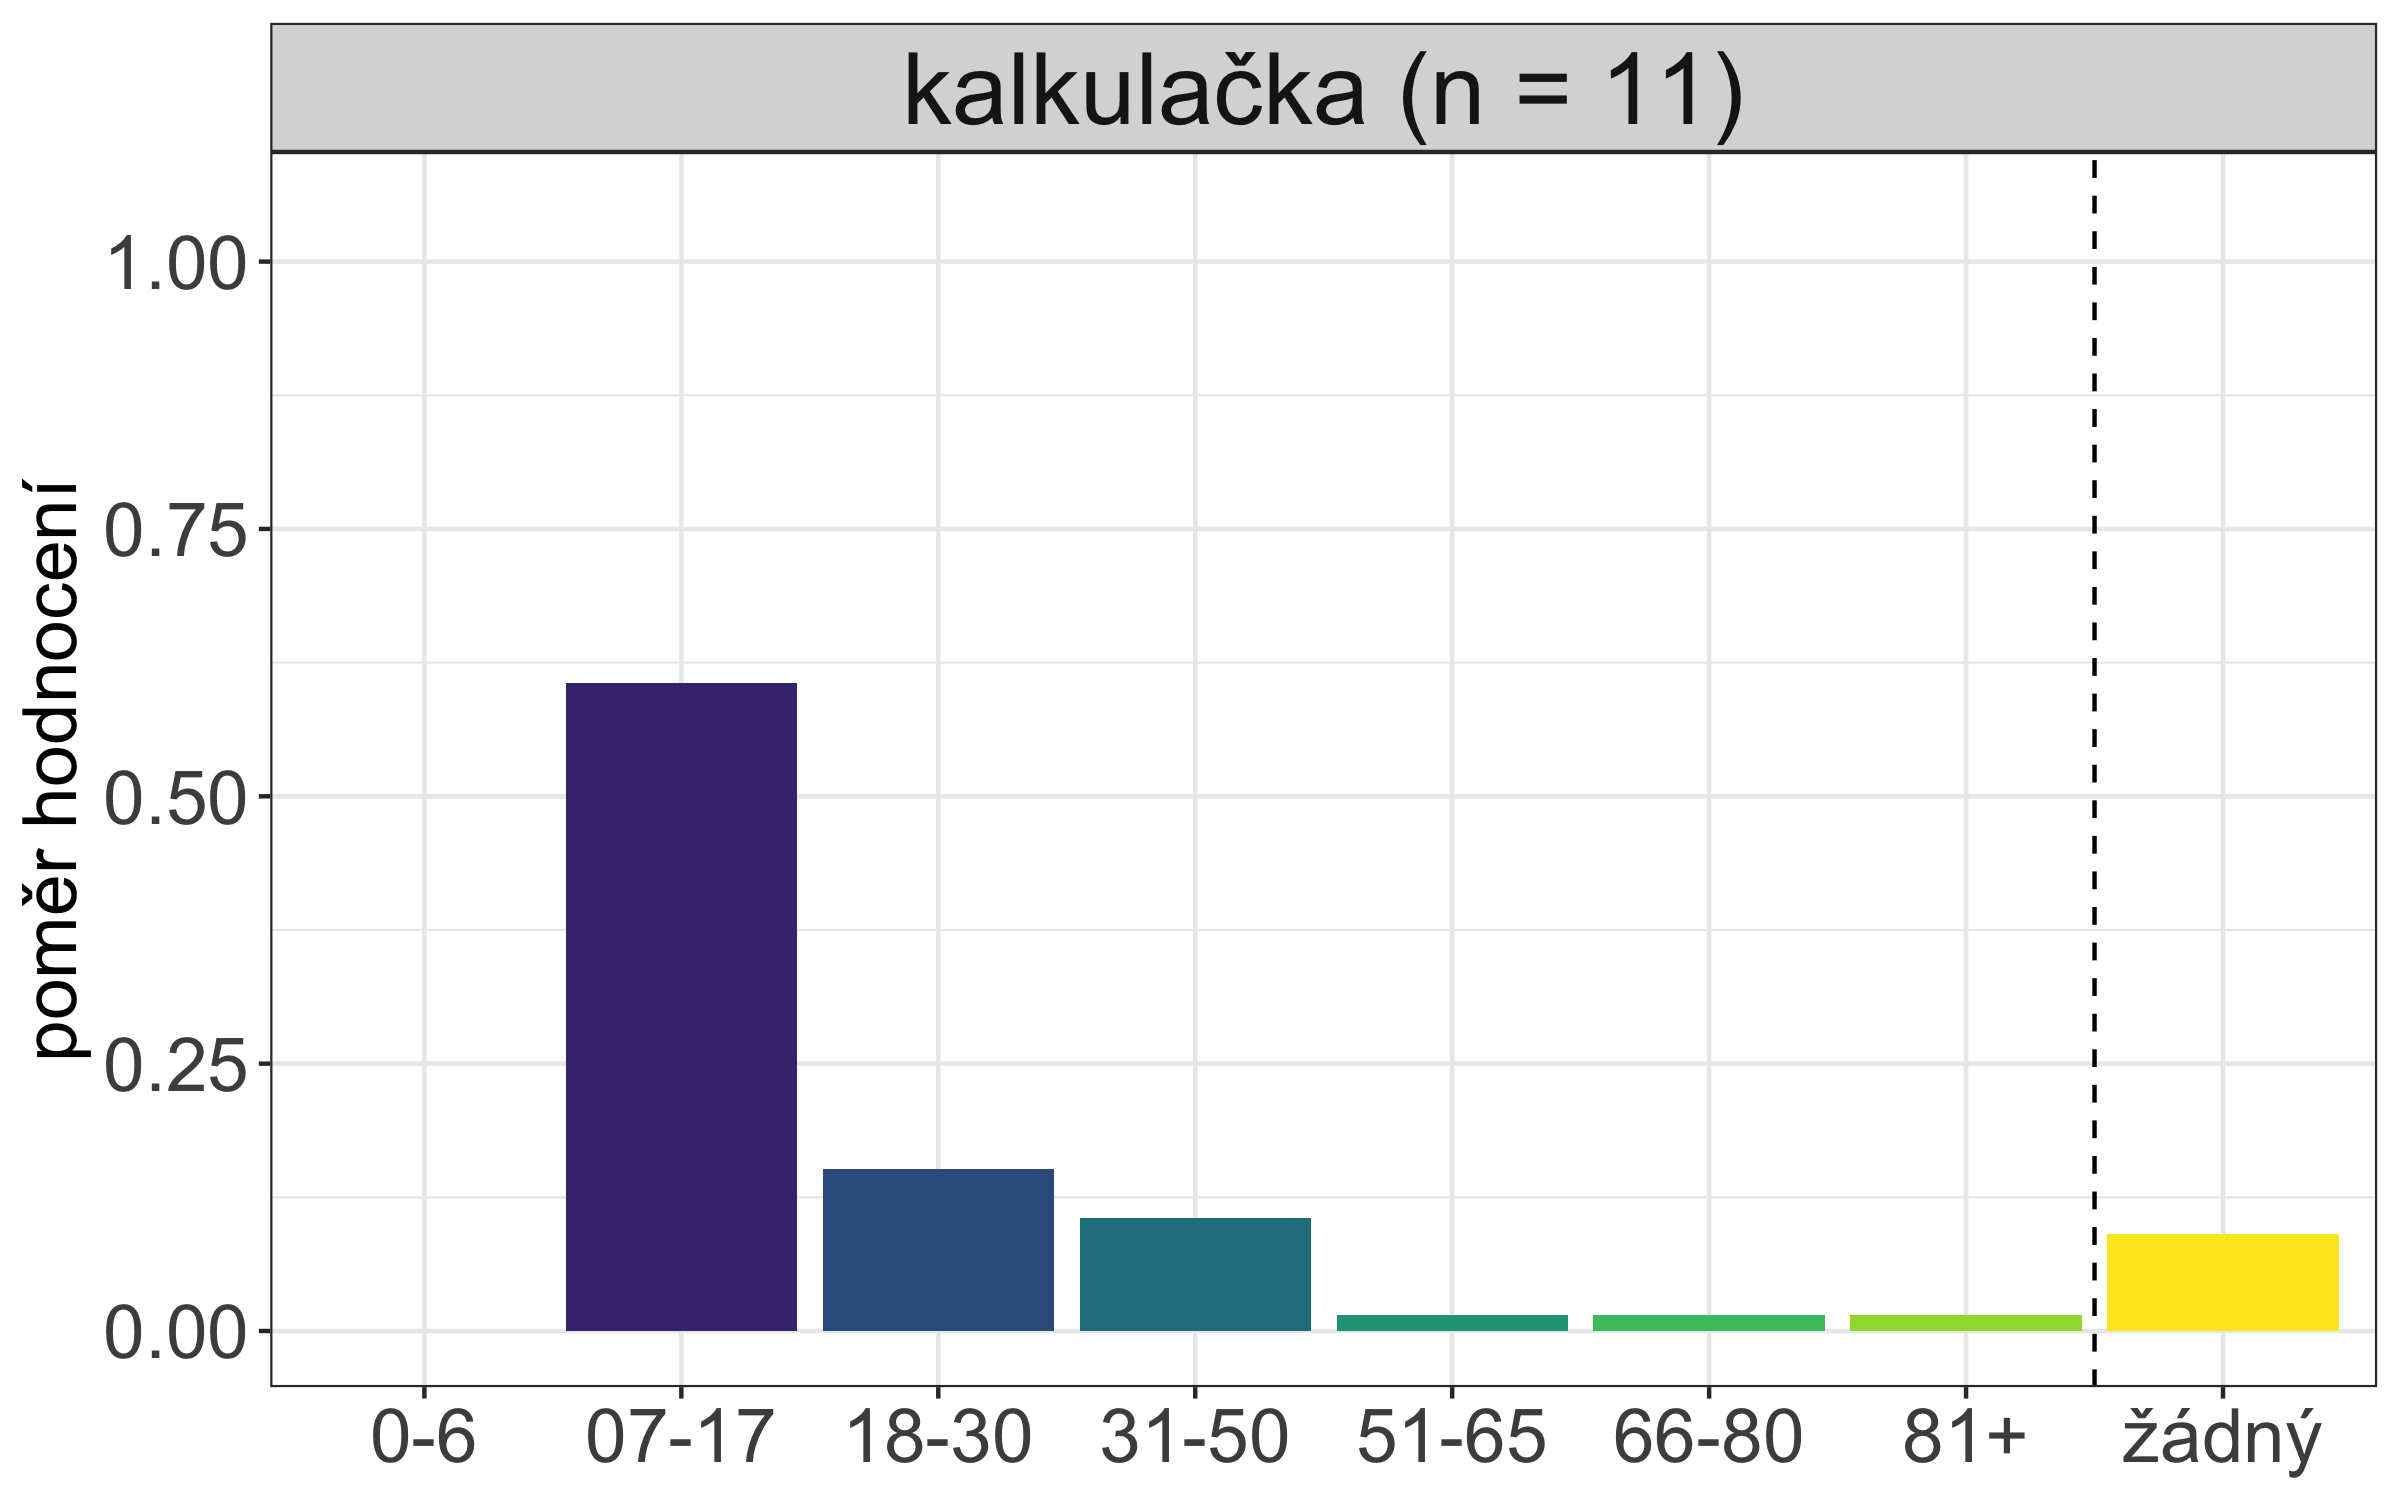 kalkulačka (n = 11)
poměr hodnocení
1.00
0.75
0.50
0.25
0.00
0-6 07-17 18-30 31-50 51-65 66-80 81+ žádný